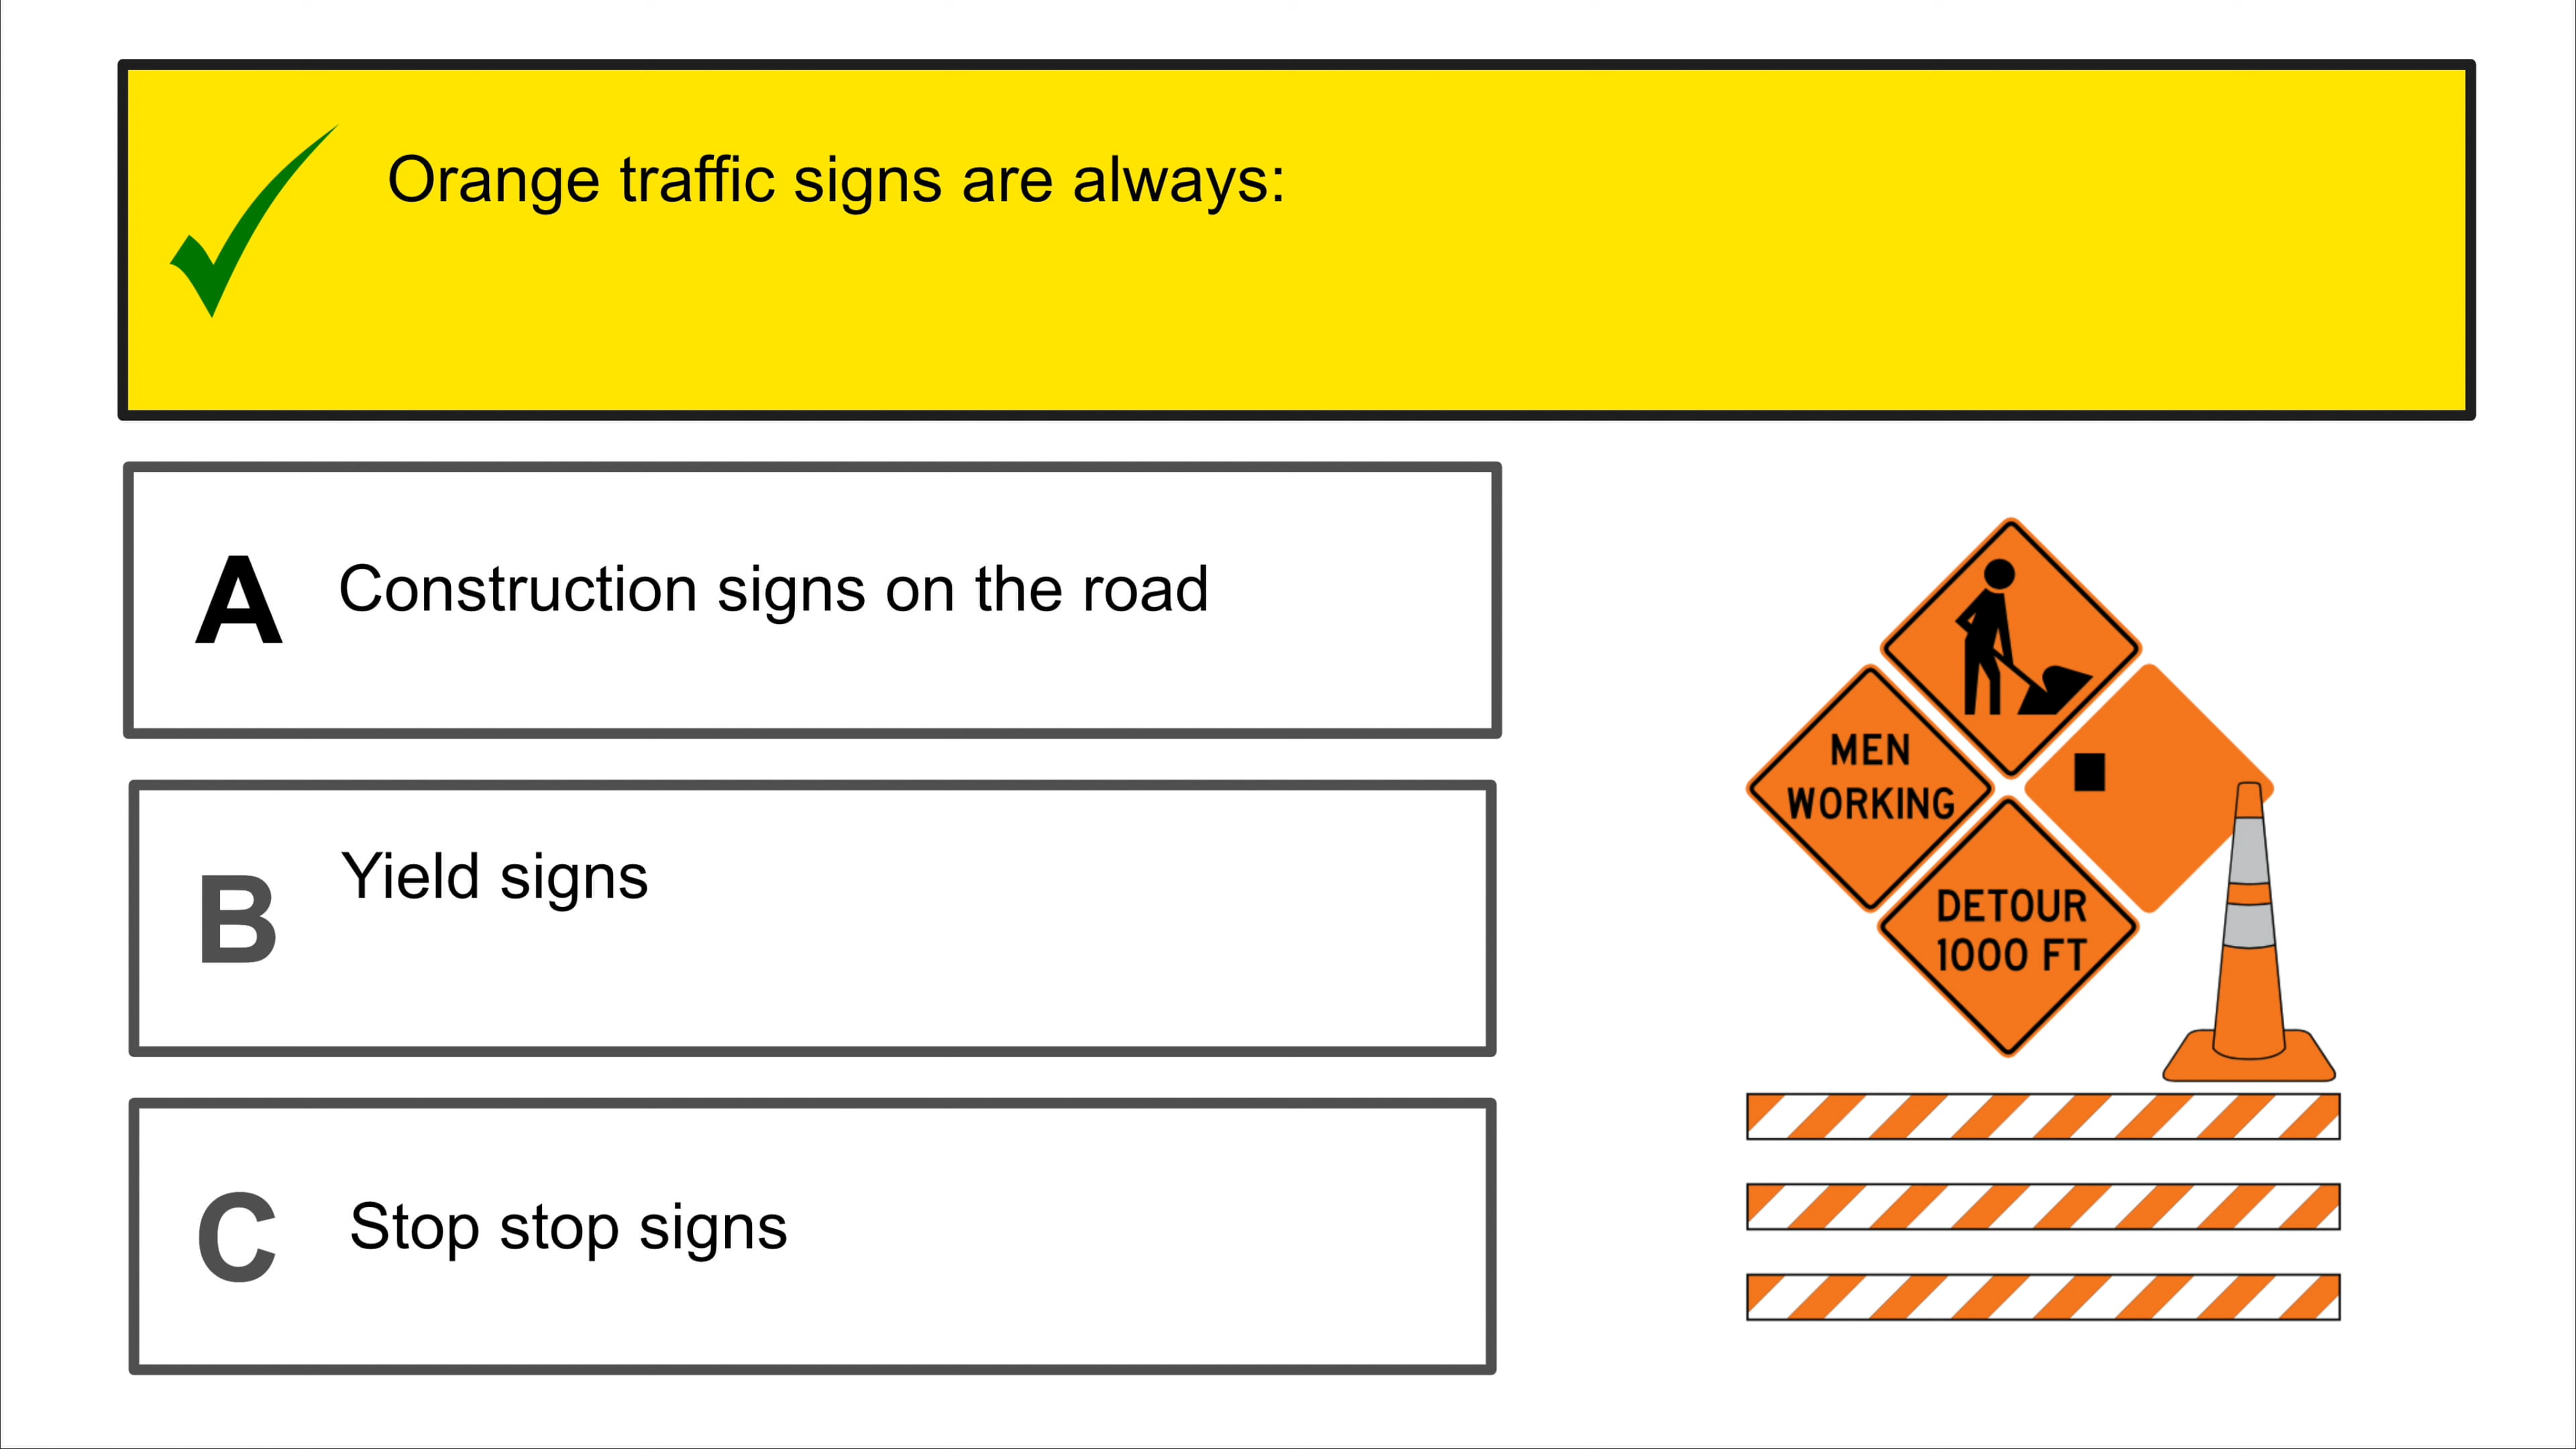 Orange traffic signs are always:
A Construction signs on the road
B Yield signs
C Stop stop signs
MEN
WORKING
DETOUR
1000 FT